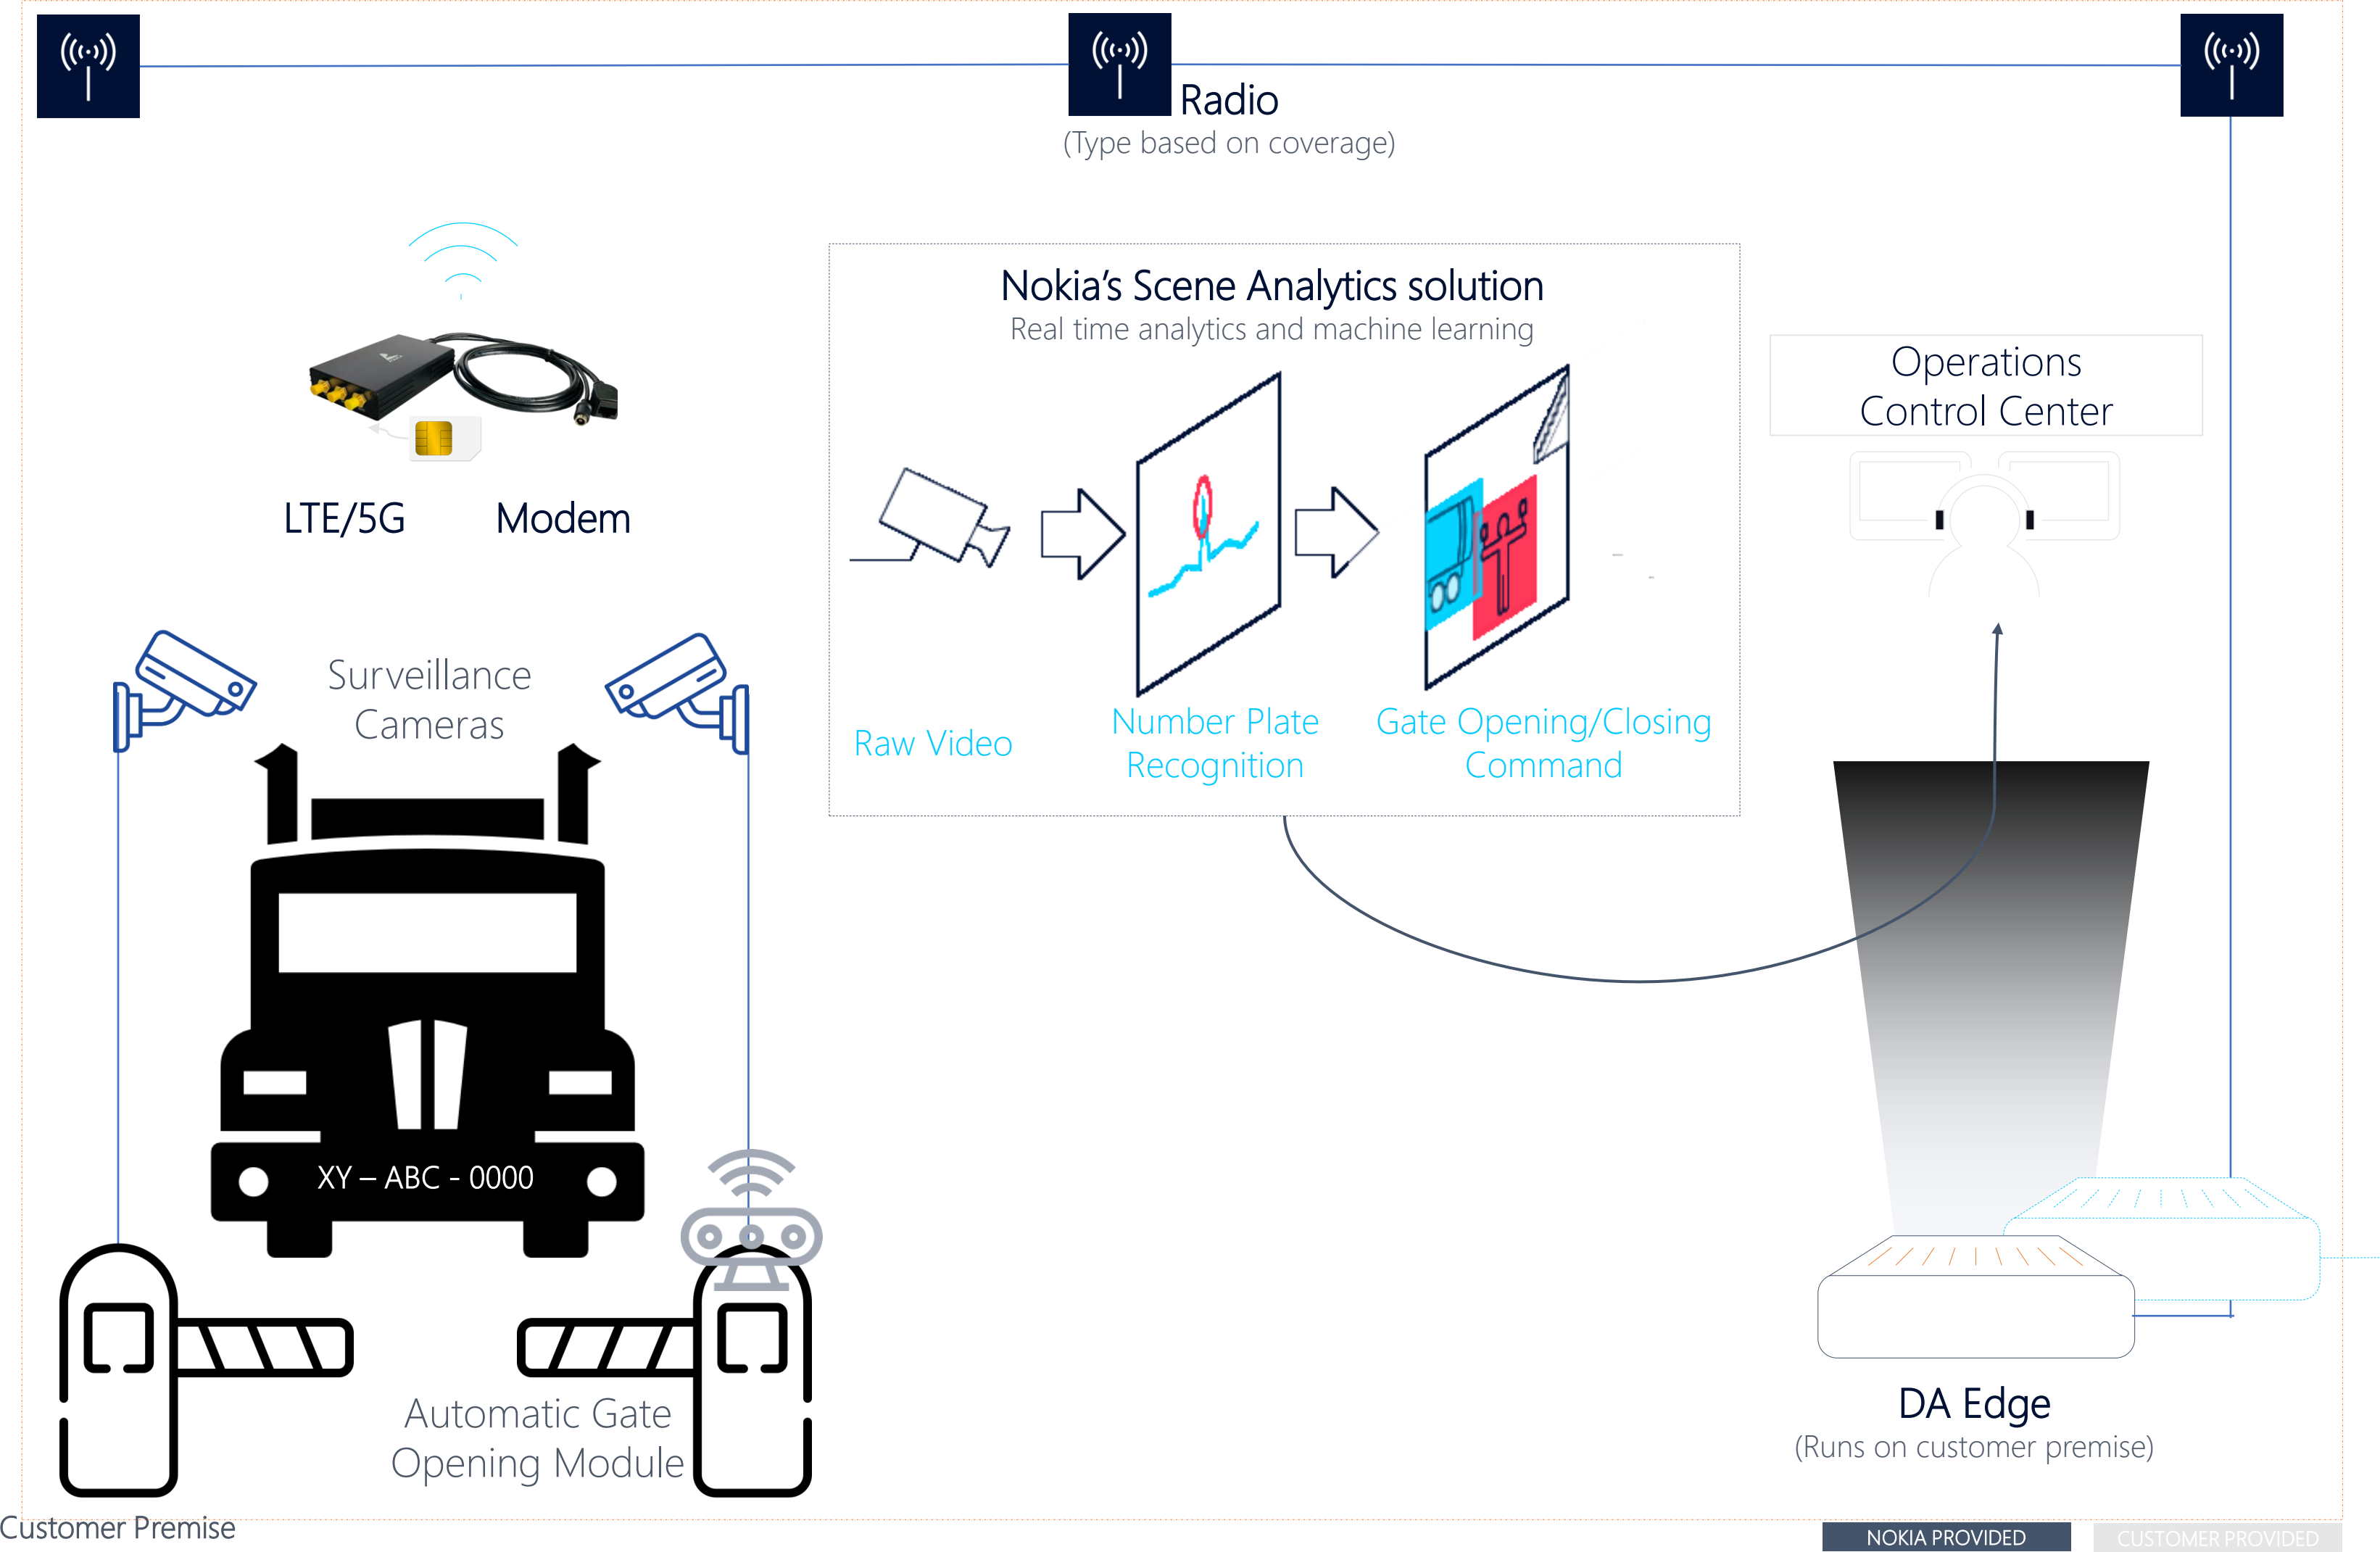 Radio
(Type based on coverage)
Nokia's Scene Analytics solution
Real time analytics and machine learning
Operations
Control Center
LTE/5G Modem
Surveillance
Cameras
Raw Video
Number Plate
Recognition
Gate Opening/Closing
Command
XY – ABC - 0000
Automatic Gate
Opening Module
DA Edge
(Runs on customer premise)
Customer Premise
NOKIA PROVIDED
CUSTOMER PROVIDED